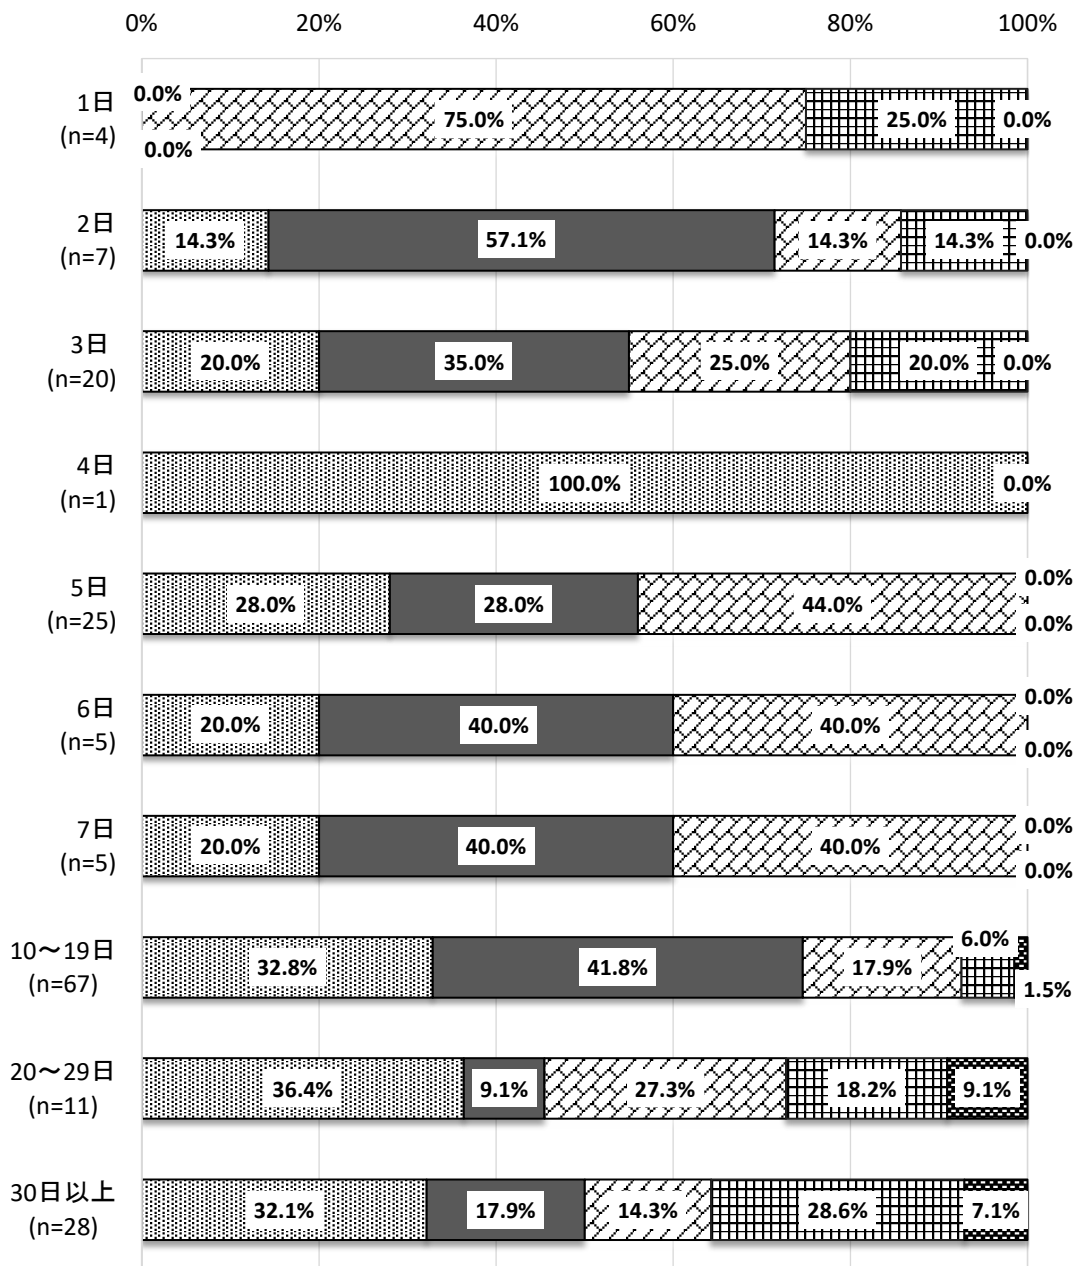 0% 20% 40% 60% 80% 100%
1日
(n=4)
0.0%
0.0%
75.0%
25.0%
0.0%
2日
(n=7)
14.3%
57.1%
14.3%
14.3%
0.0%
3日
(n=20)
20.0%
35.0%
25.0%
20.0%
0.0%
4日
(n=1)
100.0%
0.0%
5日
(n=25)
28.0%
28.0%
44.0%
0.0%
0.0%
6日
(n=5)
20.0%
40.0%
40.0%
0.0%
0.0%
7日
(n=5)
20.0%
40.0%
40.0%
0.0%
0.0%
10～19日
(n=67)
32.8%
41.8%
17.9%
6.0%
1.5%
20～29日
(n=11)
36.4%
9.1%
27.3%
18.2%
9.1%
30日以上
(n=28)
32.1%
17.9%
14.3%
28.6%
7.1%